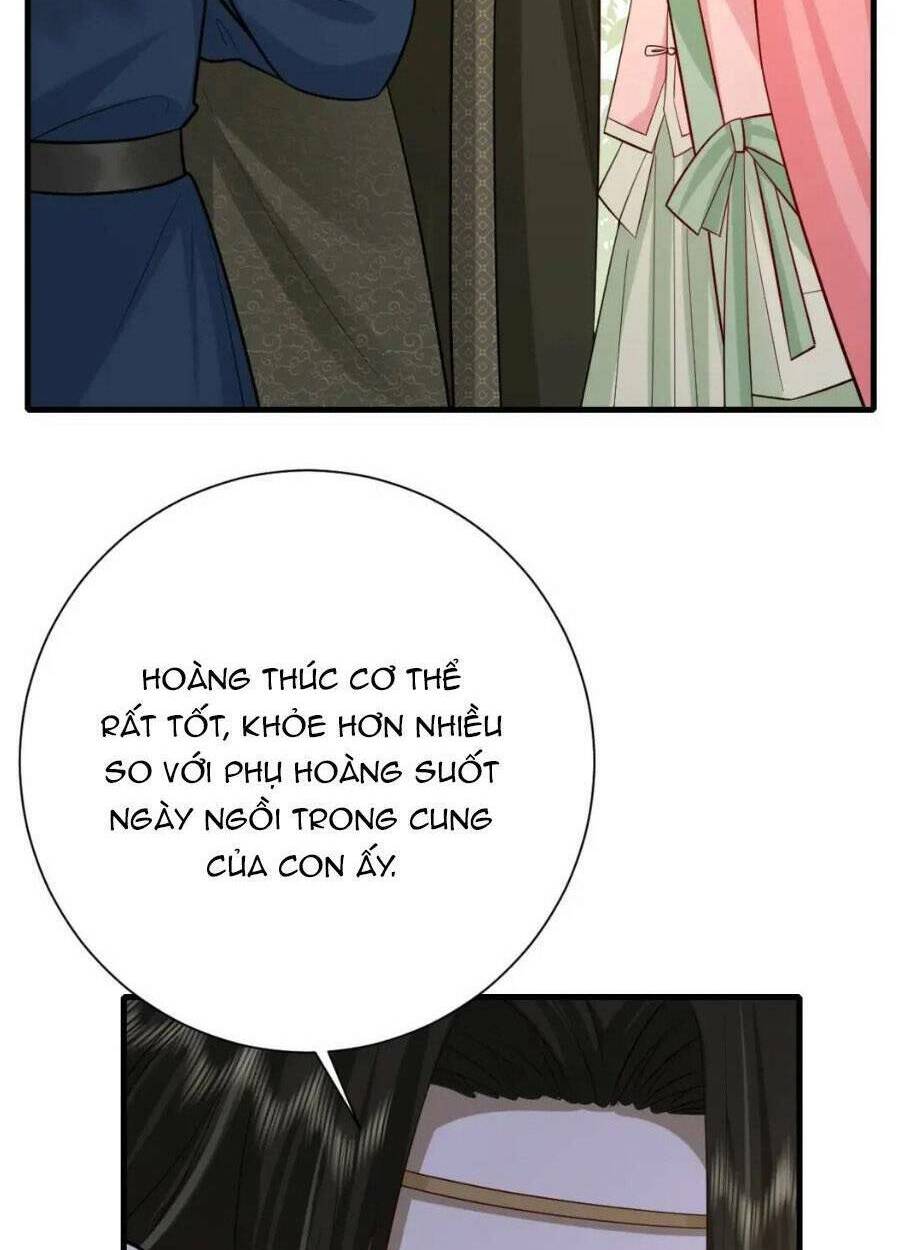 HOÀNG THÚC CƠ THỂ
RẤT TỐT, KHỎE HƠN NHIỀU
SO VỚI PHỤ HOÀNG SUỐT
NGÀY NGỒI TRONG CUNG
CỦA CON ẤY.